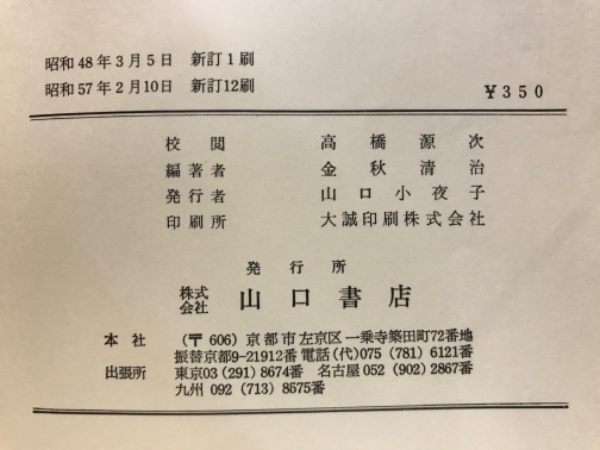 昭和48年3月5日 新訂1刷
昭和57年2月10日 新訂12刷
¥350
校閲 高橋源次
編著者 金秋清治
発行者 山口小夜子
印刷所 大誠印刷株式会社
発行所
株式会社 山口書店
本社 (〒606) 京都市左京区一乗寺築田町72番地
振替京都9-21912番 電話(代)075 (781) 6121番
出張所 東京03 (291) 8674番 名古屋052 (902) 2867番
九州 092 (713) 8575番